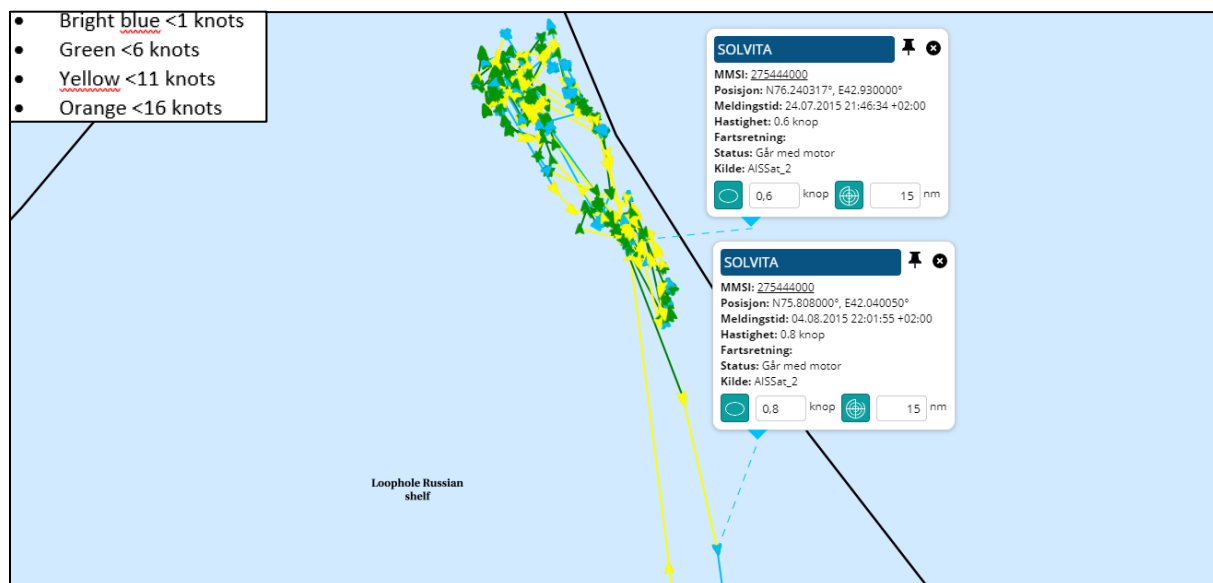 • Bright blue <1 knots
• Green <6 knots
• Yellow <11 knots
• Orange <16 knots
SOLVITA
MMSI: 275444000
Posisjon: N76.240317°, E42.930000°
Meldingstid: 24.07.2015 21:46:34 +02:00
Hastighet: 0.6 knop
Fartsretning:
Status: Går med motor
Kilde: AISSat_2
0,6 knop 15 nm
SOLVITA
MMSI: 275444000
Posisjon: N75.808000°, E42.040050°
Meldingstid: 04.08.2015 22:01:55 +02:00
Hastighet: 0.8 knop
Fartsretning:
Status: Går med motor
Kilde: AISSat_2
0,8 knop 15 nm
Loophole Russian
shelf